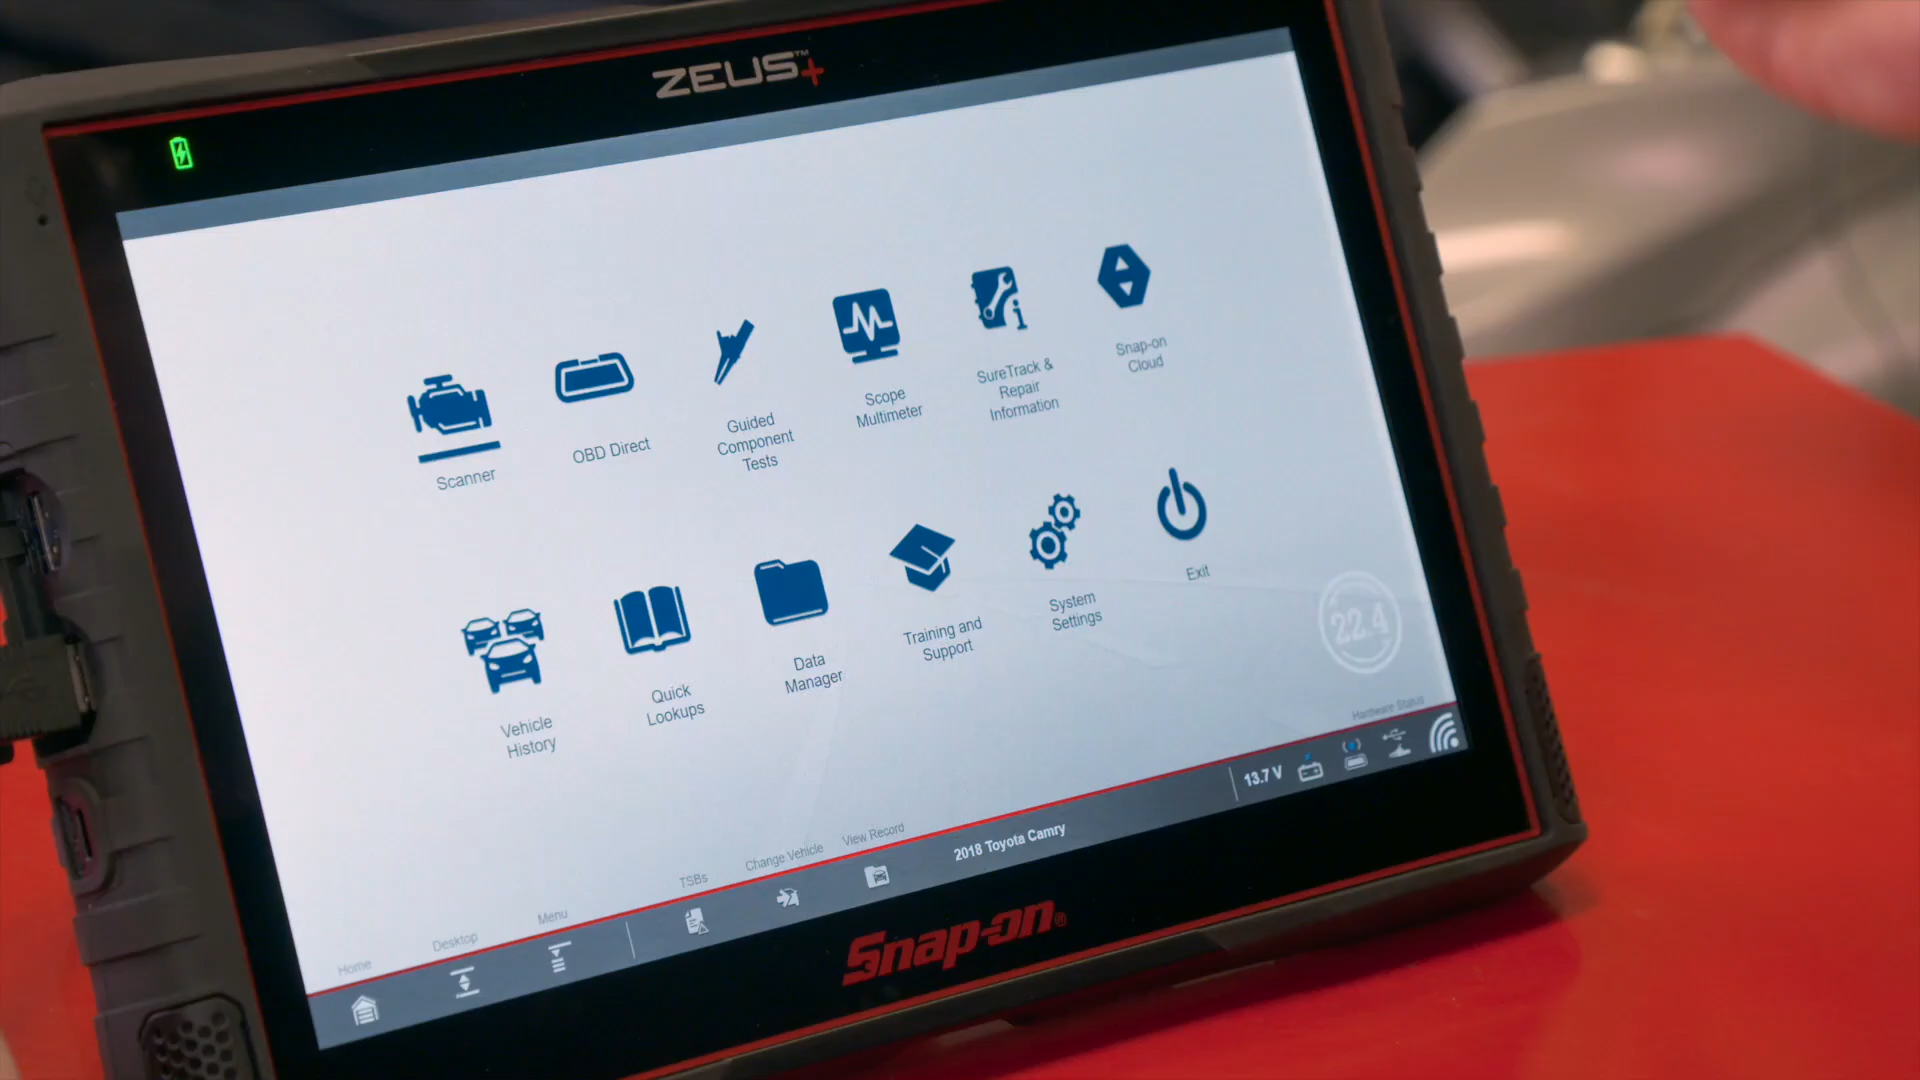 ZEUS™+
Scanner
OBD Direct
Guided
Component
Tests
Scope
Multimeter
SureTrack &
Repair
Information
Snap-on
Cloud
Vehicle
History
Quick
Lookups
Data
Manager
Training and
Support
System
Settings
Exit
22.4
Hardware Status
Home
Desktop
Menu
TSBs
Change Vehicle
View Record
2018 Toyota Camry
13.7 V
Snap-on®